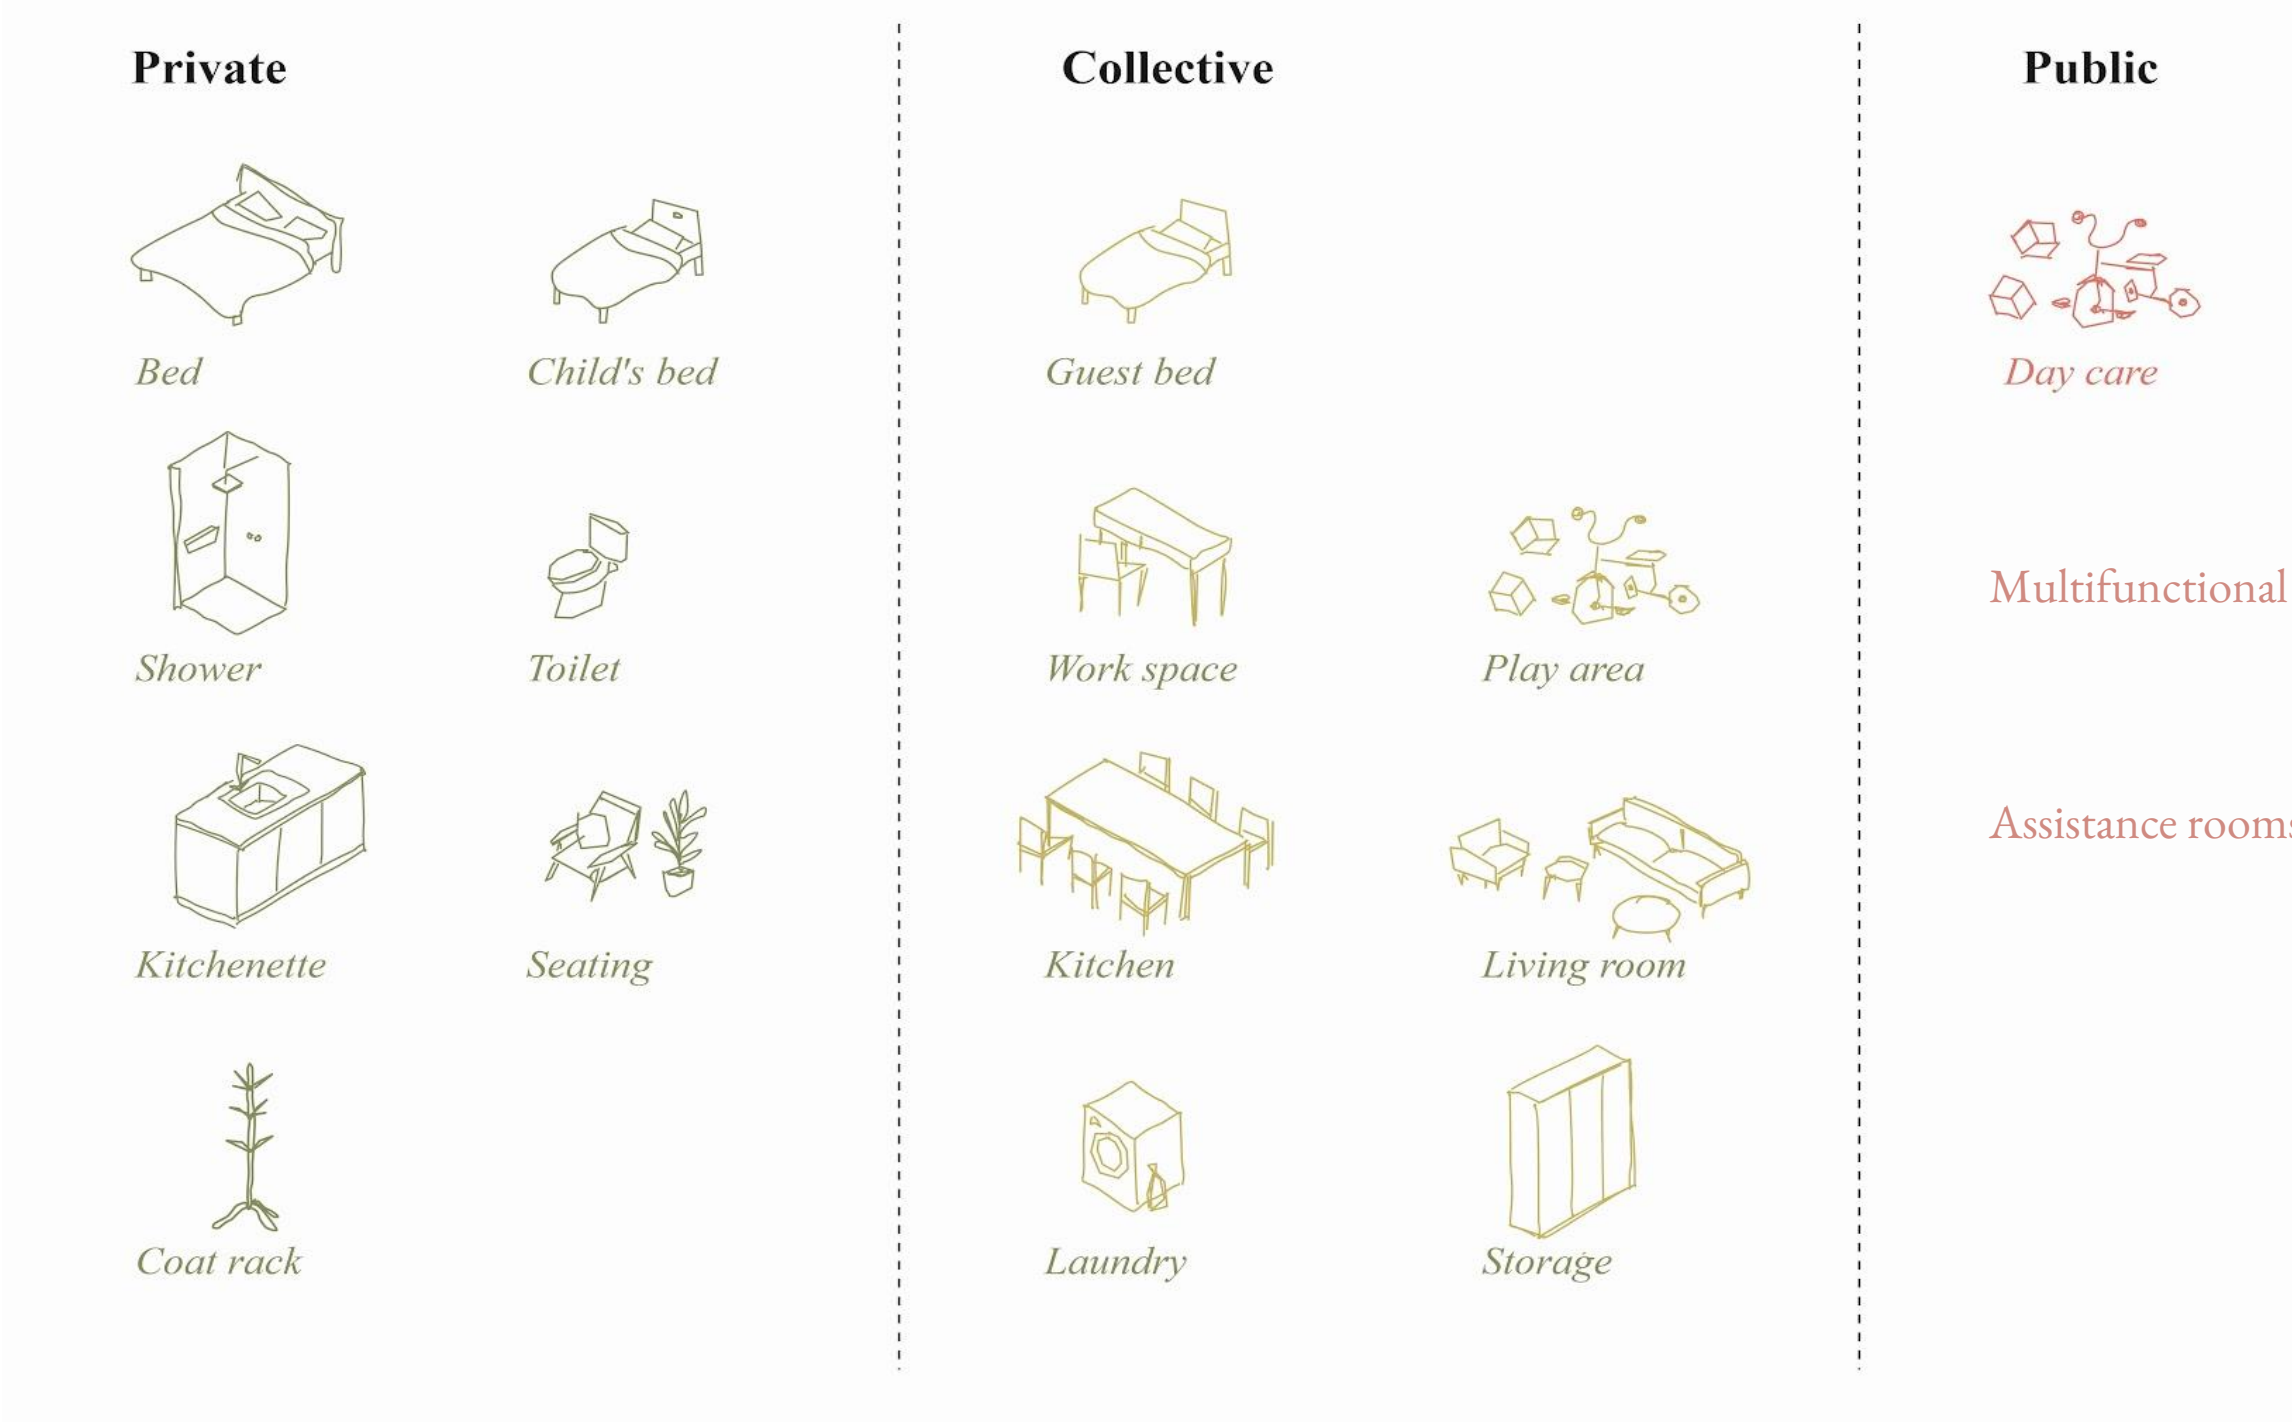 Private
Collective
Public
Bed
Child's bed
Guest bed
Day care
Shower
Toilet
Work space
Play area
Multifunctional
Kitchenette
Seating
Kitchen
Living room
Assistance rooms
Coat rack
Laundry
Storage